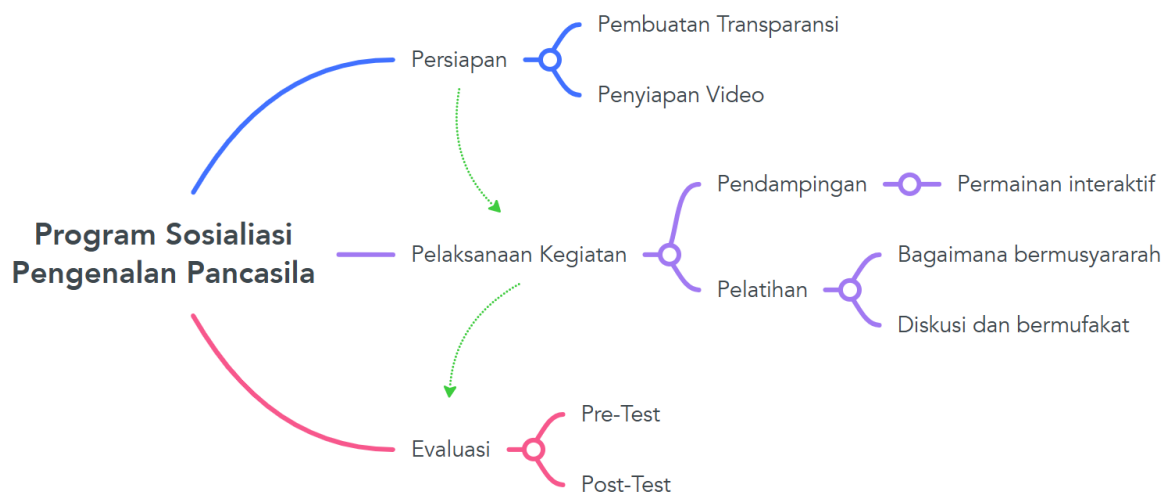 Program Sosialiasi
Pengenalan Pancasila
Persiapan
Pembuatan Transparansi
Penyiapan Video
Pelaksanaan Kegiatan
Pendampingan
Permainan interaktif
Pelatihan
Bagaimana bermusyararah
Diskusi dan bermufakat
Evaluasi
Pre-Test
Post-Test